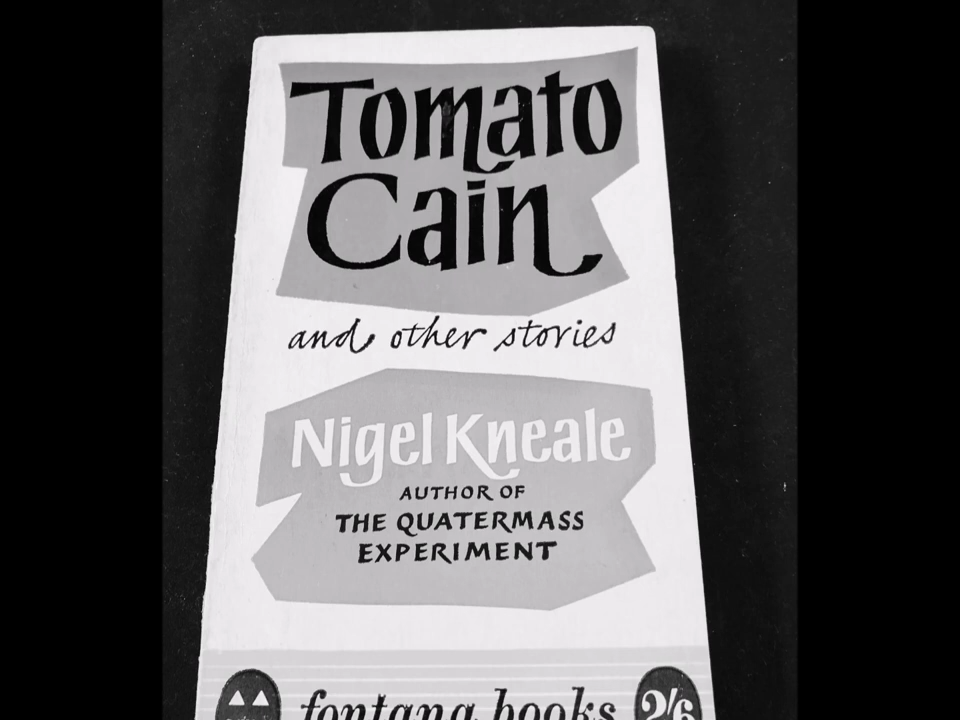 Tomato
Cain
and other stories
Nigel Kneale
AUTHOR OF
THE QUATERMASS
EXPERIMENT
fontana books
2/6